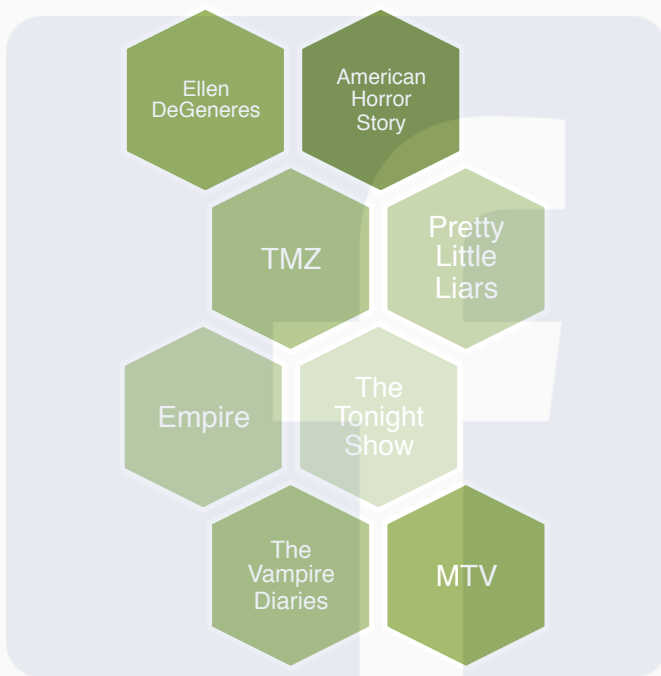 Ellen
DeGeneres
American
Horror
Story
TMZ
Pretty
Little
Liars
Empire
The
Tonight
Show
The
Vampire
Diaries
MTV